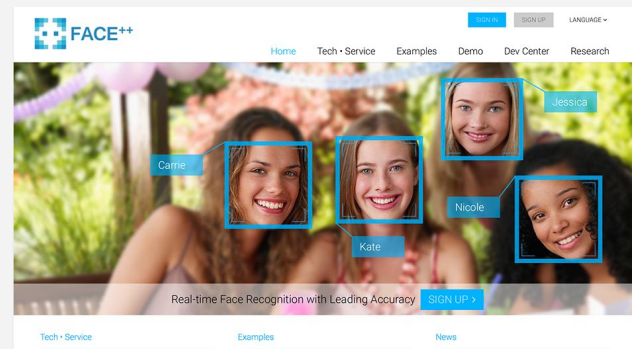 FACE++
SIGN IN
SIGN UP
LANGUAGE
Home
Tech • Service
Examples
Demo
Dev Center
Research
Jessica
Carrie
Nicole
Kate
Real-time Face Recognition with Leading Accuracy
SIGN UP >
Tech • Service
Examples
News